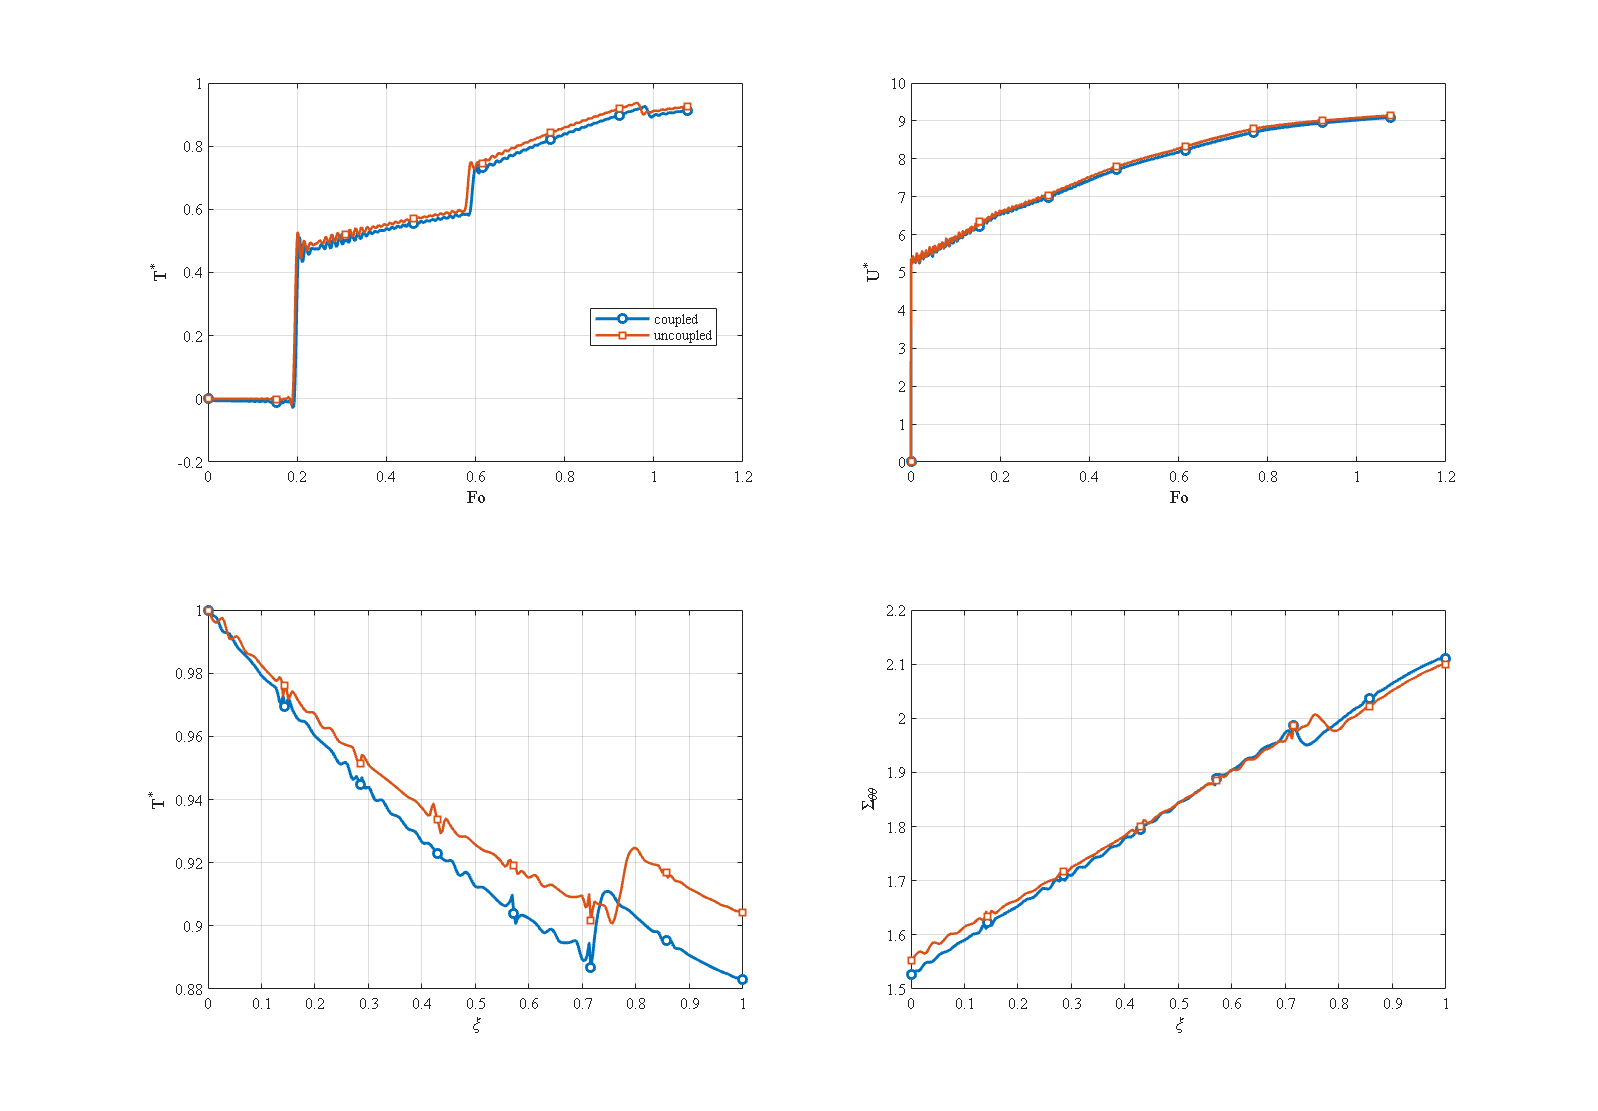 1
0.8
0.6
0.4
0.2
0
-0.2
T*
0 0.2 0.4 0.6 0.8 1 1.2
Fo
coupled
uncoupled
10
9
8
7
6
5
4
3
2
1
0
U*
0 0.2 0.4 0.6 0.8 1 1.2
Fo
1
0.98
0.96
0.94
0.92
0.9
0.88
T*
0 0.1 0.2 0.3 0.4 0.5 0.6 0.7 0.8 0.9 1
ξ
2.2
2.1
2
1.9
1.8
1.7
1.6
1.5
Σθθ
0 0.1 0.2 0.3 0.4 0.5 0.6 0.7 0.8 0.9 1
ξ